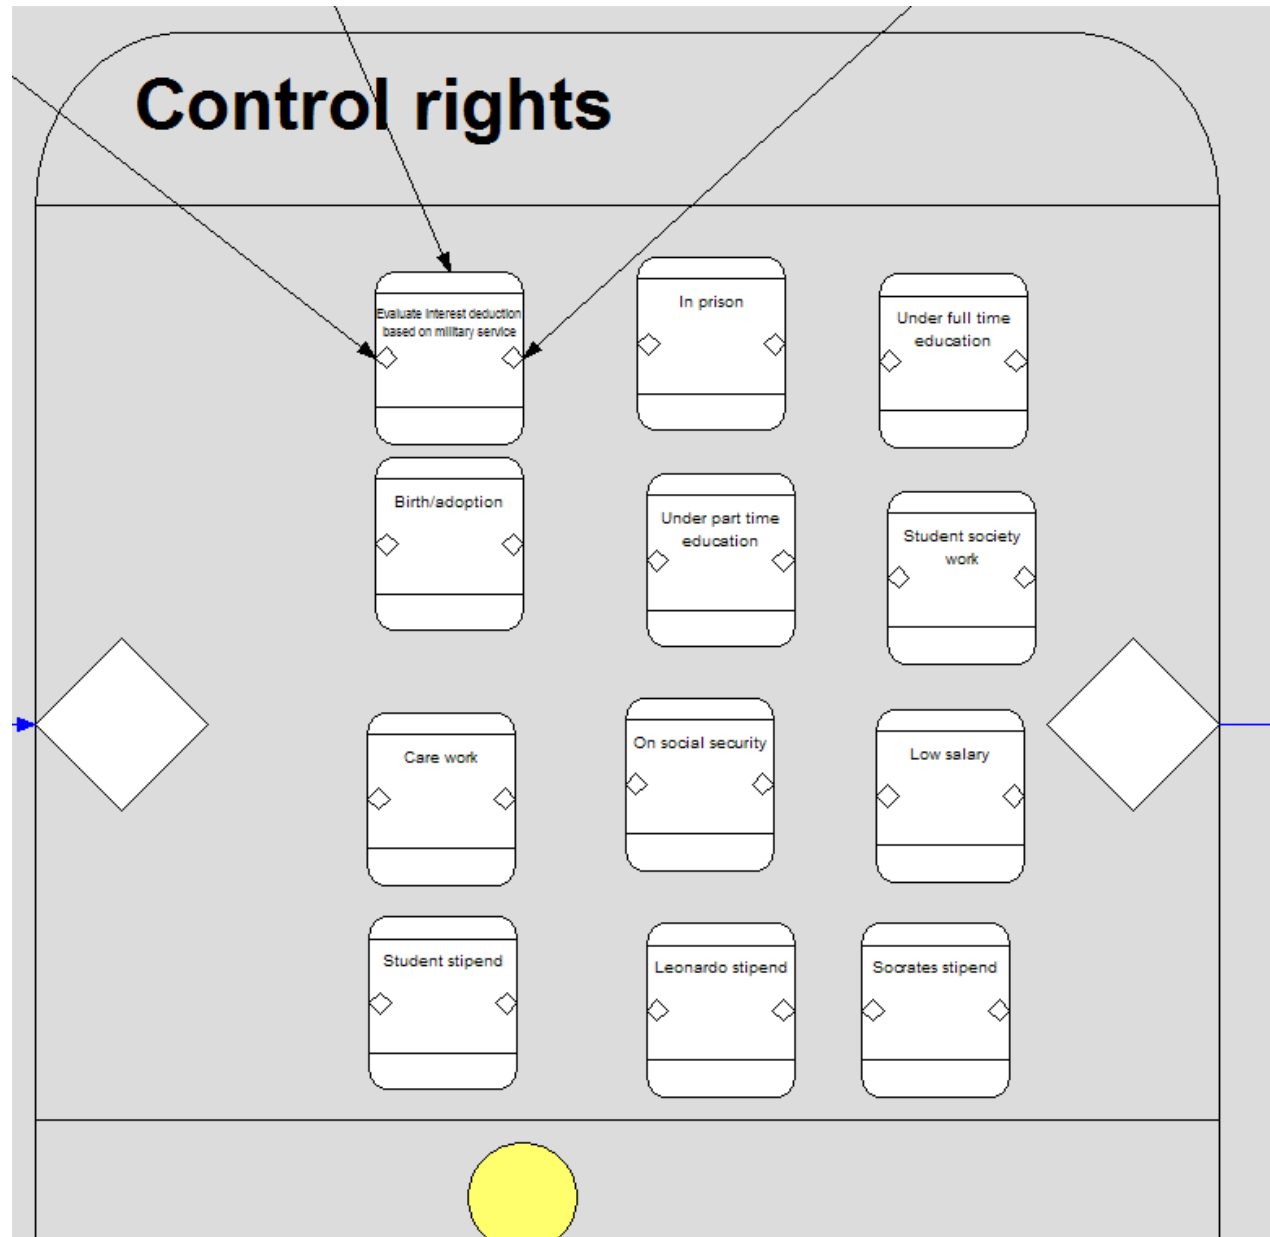 Control rights
Evaluate interest deduction
based on military service
In prison
Under full time
education
Birth/adoption
Under part time
education
Student society
work
Care work
On social security
Low salary
Student stipend
Leonardo stipend
Socrates stipend